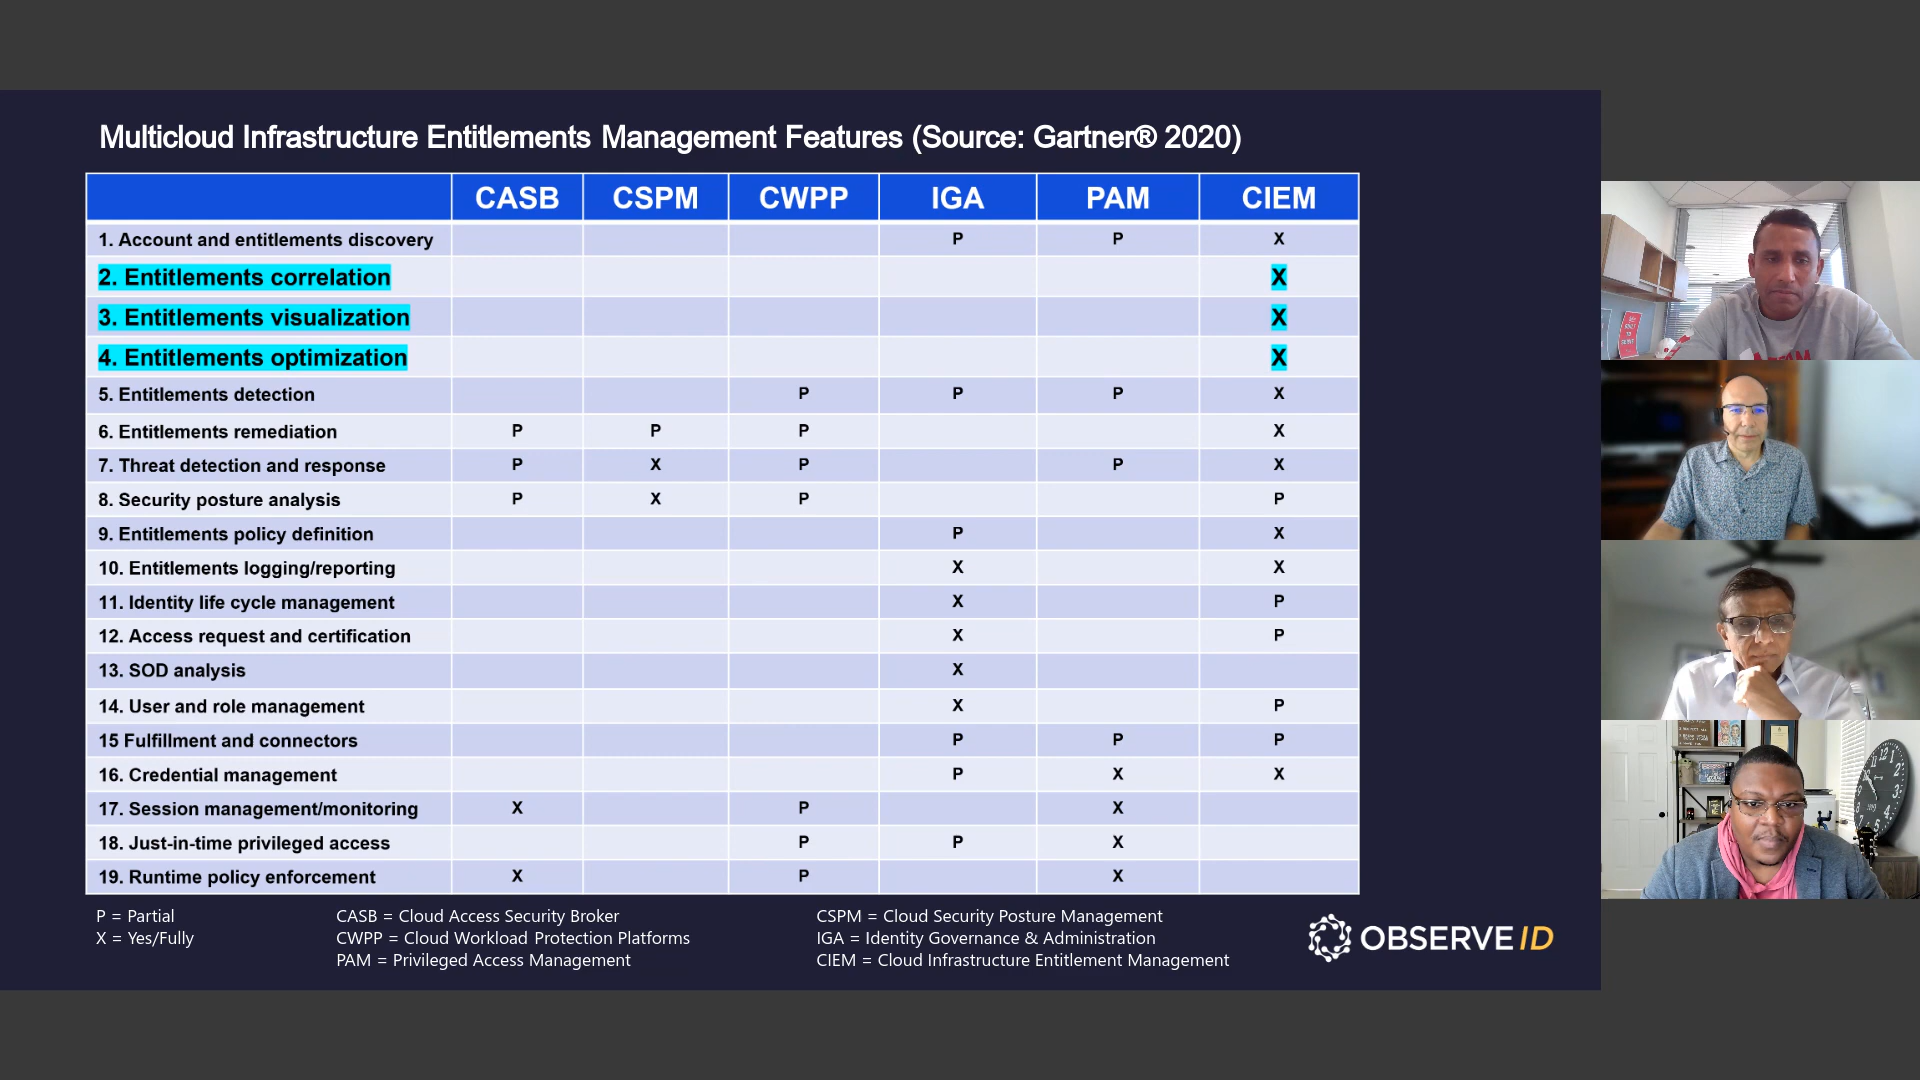 Multicloud Infrastructure Entitlements Management Features (Source: Gartner® 2020)
CASB CSPM CWPP IGA PAM CIEM
1. Account and entitlements discovery P P X
2. Entitlements correlation X
3. Entitlements visualization X
4. Entitlements optimization X
5. Entitlements detection P P P X
6. Entitlements remediation P P P X
7. Threat detection and response P X P P X
8. Security posture analysis P X P P
9. Entitlements policy definition P X
10. Entitlements logging/reporting X X
11. Identity life cycle management X P
12. Access request and certification X P
13. SOD analysis X
14. User and role management X P
15 Fulfillment and connectors P P P
16. Credential management P X X
17. Session management/monitoring X P X
18. Just-in-time privileged access P P X
19. Runtime policy enforcement X P X
P = Partial
X = Yes/Fully
CASB = Cloud Access Security Broker
CWPP = Cloud Workload Protection Platforms
PAM = Privileged Access Management
CSPM = Cloud Security Posture Management
IGA = Identity Governance & Administration
CIEM = Cloud Infrastructure Entitlement Management
OBSERVE ID